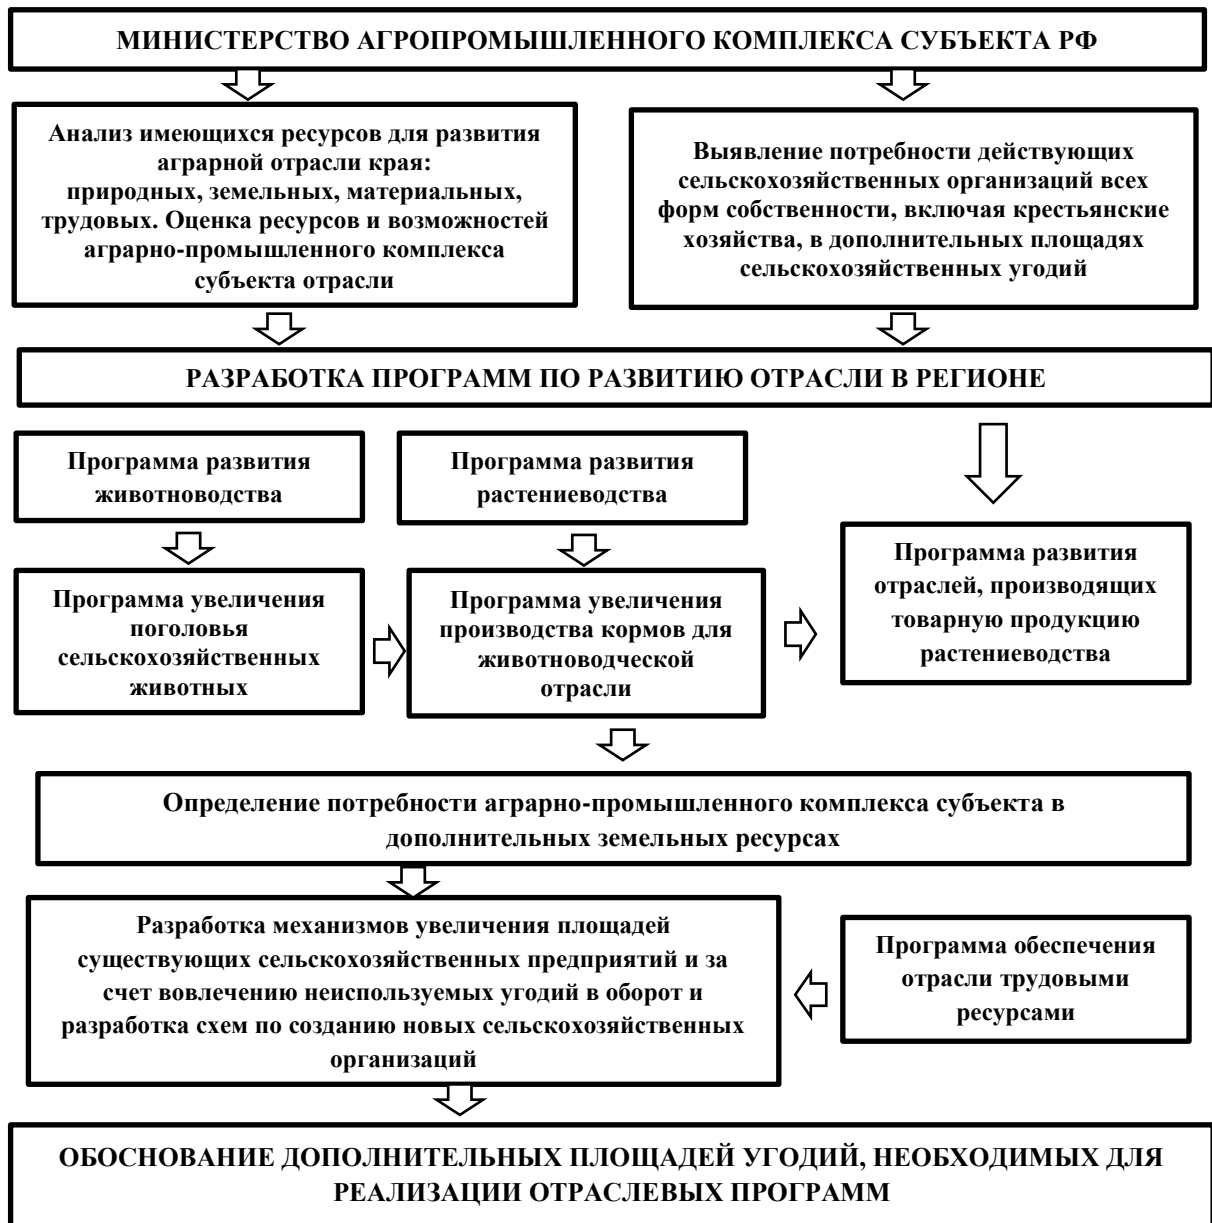 МИНИСТЕРСТВО АГРОПРОМЫШЛЕННОГО КОМПЛЕКСА СУБЪЕКТА РФ
Анализ имеющихся ресурсов для развития
аграрной отрасли края:
природных, земельных, материальных,
трудовых. Оценка ресурсов и возможностей
аграрно-промышленного комплекса
субъекта отрасли
Выявление потребности действующих
сельскохозяйственных организаций всех
форм собственности, включая крестьянские
хозяйства, в дополнительных площадях
сельскохозяйственных угодий
РАЗРАБОТКА ПРОГРАММ ПО РАЗВИТИЮ ОТРАСЛИ В РЕГИОНЕ
Программа развития
животноводства
Программа развития
растениеводства
Программа увеличения
поголовья
сельскохозяйственных
животных
Программа увеличения
производства кормов для
животноводческой
отрасли
Программа развития
отраслей, производящих
товарную продукцию
растениеводства
Определение потребности аграрно-промышленного комплекса субъекта в
дополнительных земельных ресурсах
Разработка механизмов увеличения площадей
существующих сельскохозяйственных предприятий и за
счет вовлечению неиспользуемых угодий в оборот и
разработка схем по созданию новых сельскохозяйственных
организаций
Программа обеспечения
отрасли трудовыми
ресурсами
ОБОСНОВАНИЕ ДОПОЛНИТЕЛЬНЫХ ПЛОЩАДЕЙ УГОДИЙ, НЕОБХОДИМЫХ ДЛЯ
РЕАЛИЗАЦИИ ОТРАСЛЕВЫХ ПРОГРАММ